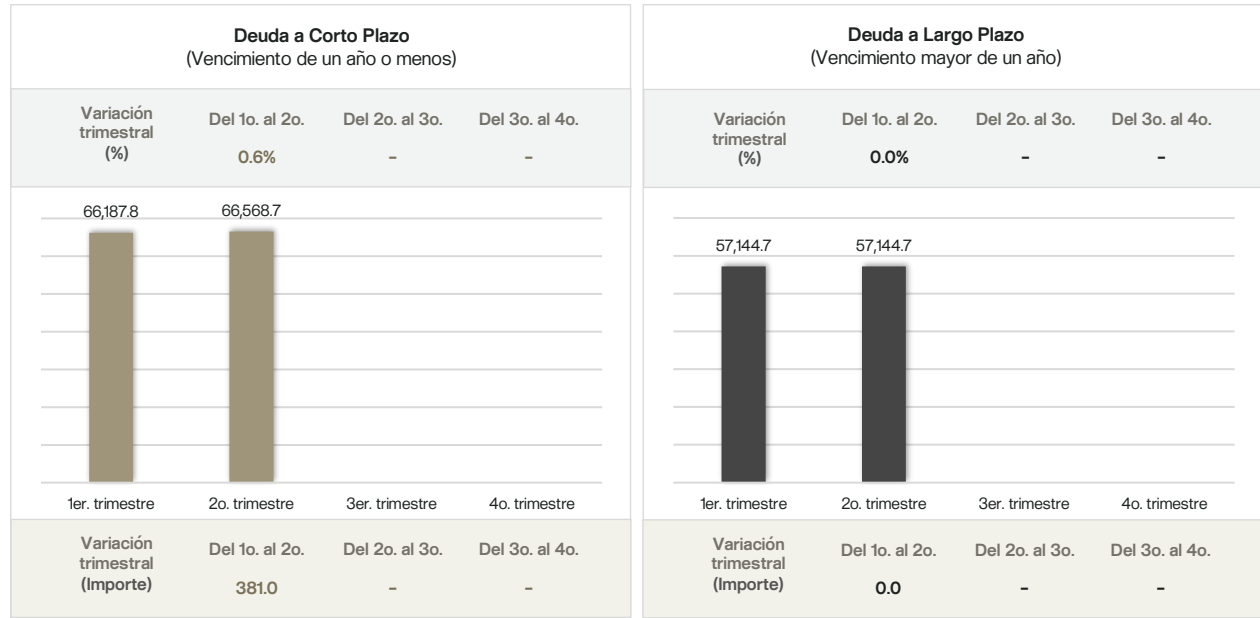 Deuda a Corto Plazo
(Vencimiento de un año o menos)
Variación
trimestral
(%)
Del 1o. al 2o.
Del 2o. al 3o.
Del 3o. al 4o.
0.6%
–
–
66,187.8
66,568.7
1er. trimestre
2o. trimestre
3er. trimestre
4o. trimestre
Variación
trimestral
(Importe)
Del 1o. al 2o.
Del 2o. al 3o.
Del 3o. al 4o.
381.0
–
–
Deuda a Largo Plazo
(Vencimiento mayor de un año)
Variación
trimestral
(%)
Del 1o. al 2o.
Del 2o. al 3o.
Del 3o. al 4o.
0.0%
–
–
57,144.7
57,144.7
1er. trimestre
2o. trimestre
3er. trimestre
4o. trimestre
Variación
trimestral
(Importe)
Del 1o. al 2o.
Del 2o. al 3o.
Del 3o. al 4o.
0.0
–
–